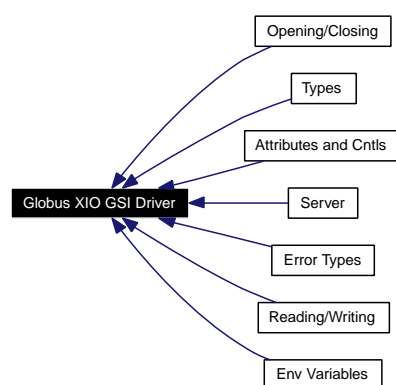 Opening/Closing
Types
Attributes and Cntls
Globus XIO GSI Driver
Server
Error Types
Reading/Writing
Env Variables